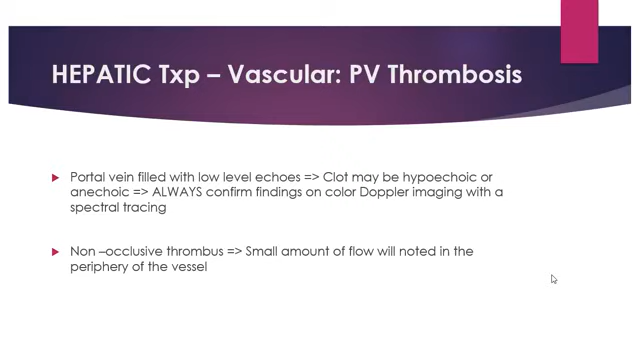 HEPATIC Txp – Vascular: PV Thrombosis
Portal vein filled with low level echoes => Clot may be hypoechoic or
anechoic => ALWAYS confirm findings on color Doppler imaging with a
spectral tracing
Non –occlusive thrombus => Small amount of flow will noted in the
periphery of the vessel